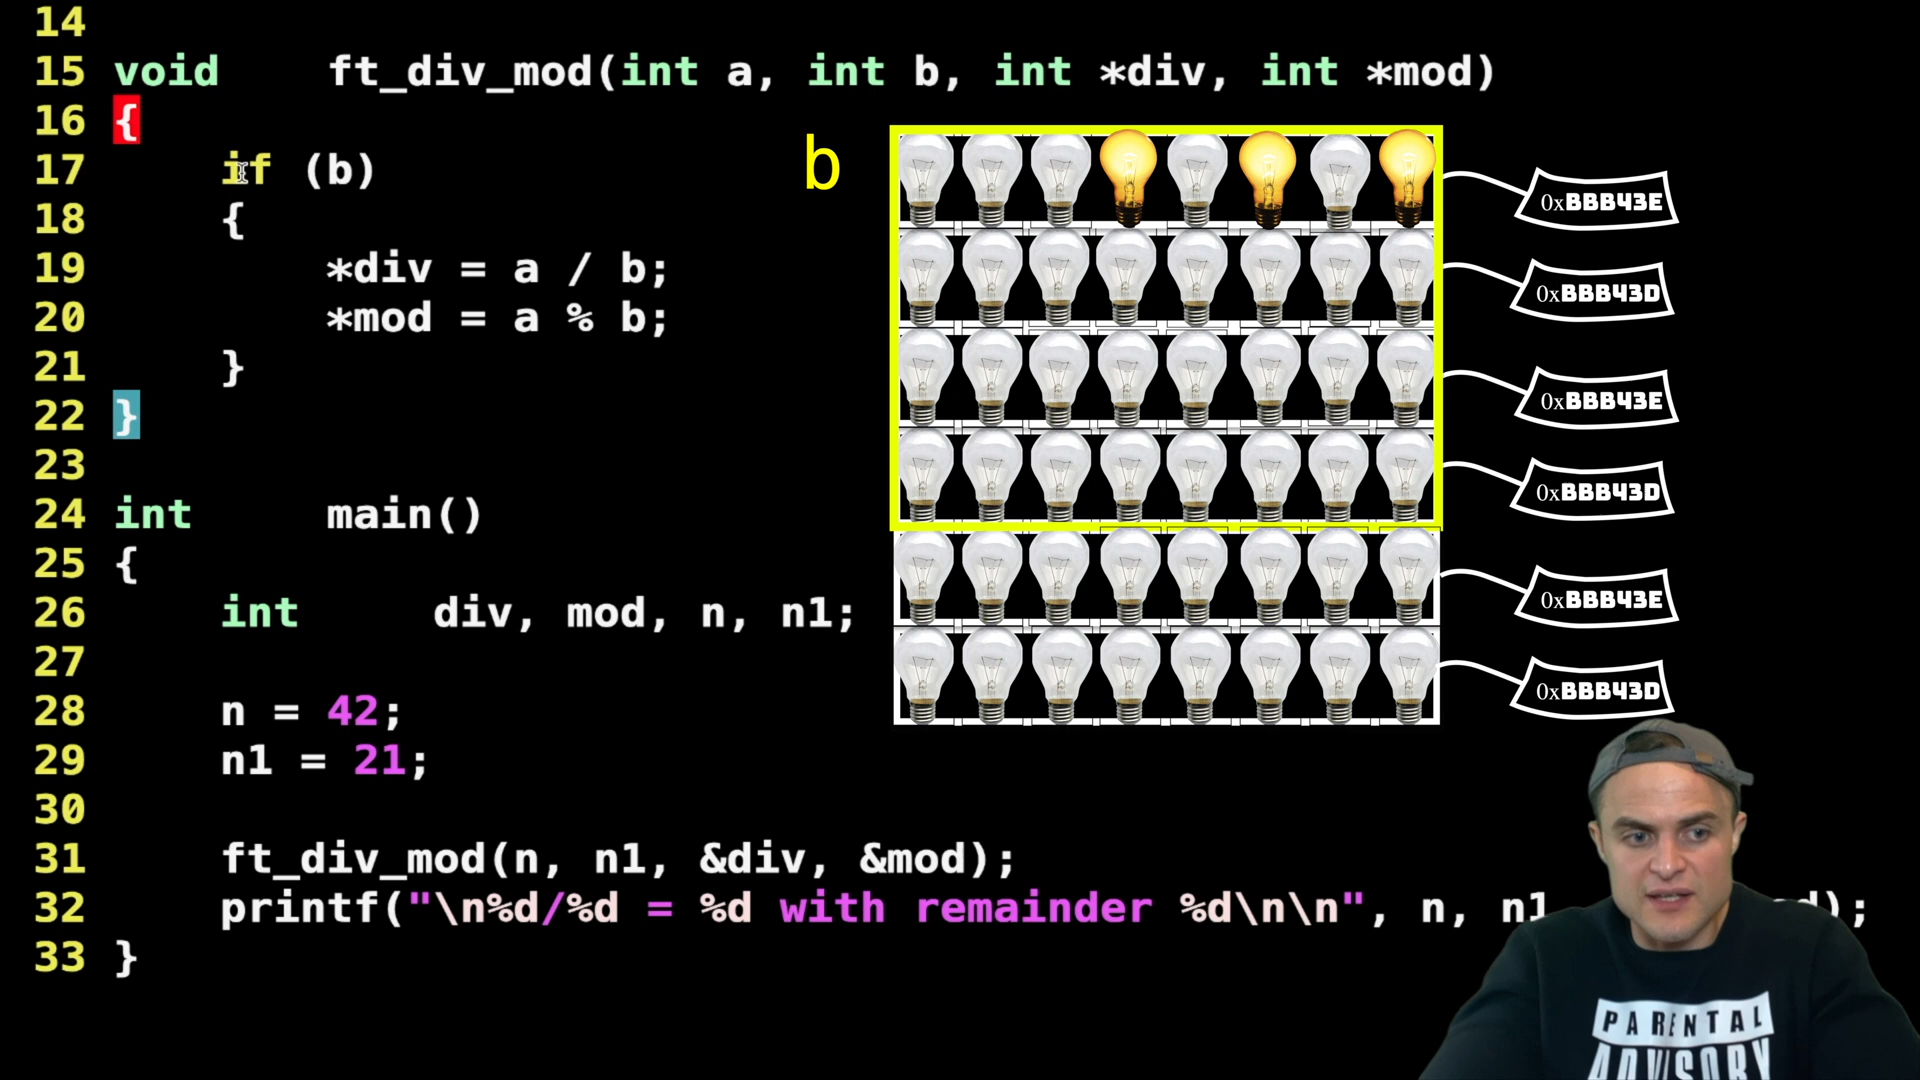 14
15 void ft_div_mod(int a, int b, int *div, int *mod)
16 {
17 if (b)
18 {
19 *div = a / b;
20 *mod = a % b;
21 }
22 }
23
24 int main()
25 {
26 int div, mod, n, n1;
27
28 n = 42;
29 n1 = 21;
30
31 ft_div_mod(n, n1, &div, &mod);
32 printf("\n%d/%d = %d with remainder %d\n\n", n, n1 d);
33 }
b
0xBBB43E
0xBBB43D
0xBBB43E
0xBBB43D
0xBBB43E
0xBBB43D
PARENTAL
ADVISORY